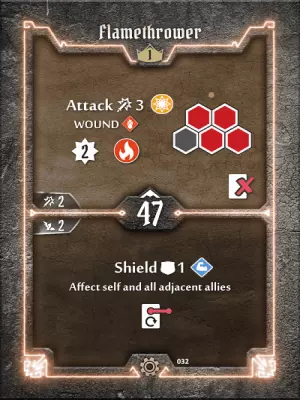 Flamethrower
1
Attack 3
WOUND
2
2
47
2
Shield 1
Affect self and all adjacent allies
032